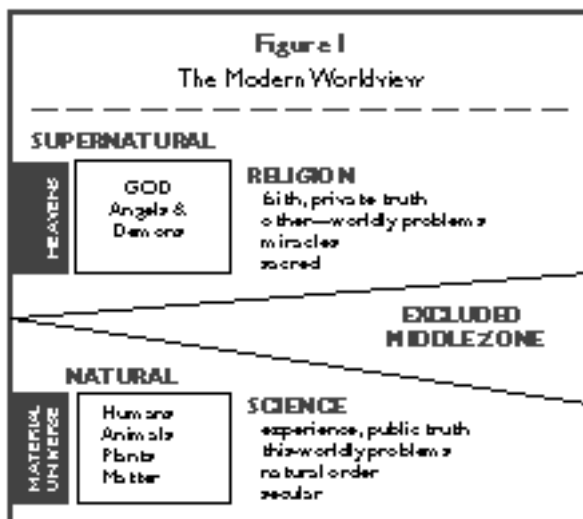 Figure 1
The Modern Worldview
SUPERNATURAL
HEAVENS
GOD
Angels &
Demons
RELIGION
faith, private truth
other—worldly problems
miracles
sacred
EXCLUDED
MIDDLE ZONE
NATURAL
MATERIAL
UNIVERSE
Humans
Animals
Plants
Matter
SCIENCE
experience, public truth
this-worldly problems
natural order
secular